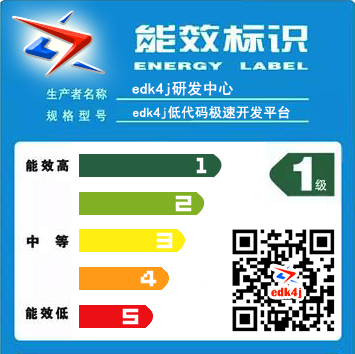 能效标识
ENERGY LABEL
生产者名称 edk4j研发中心
规格型号 edk4j低代码极速开发平台
能效高 1
1级
2
中等 3
4
能效低 5
edk4j